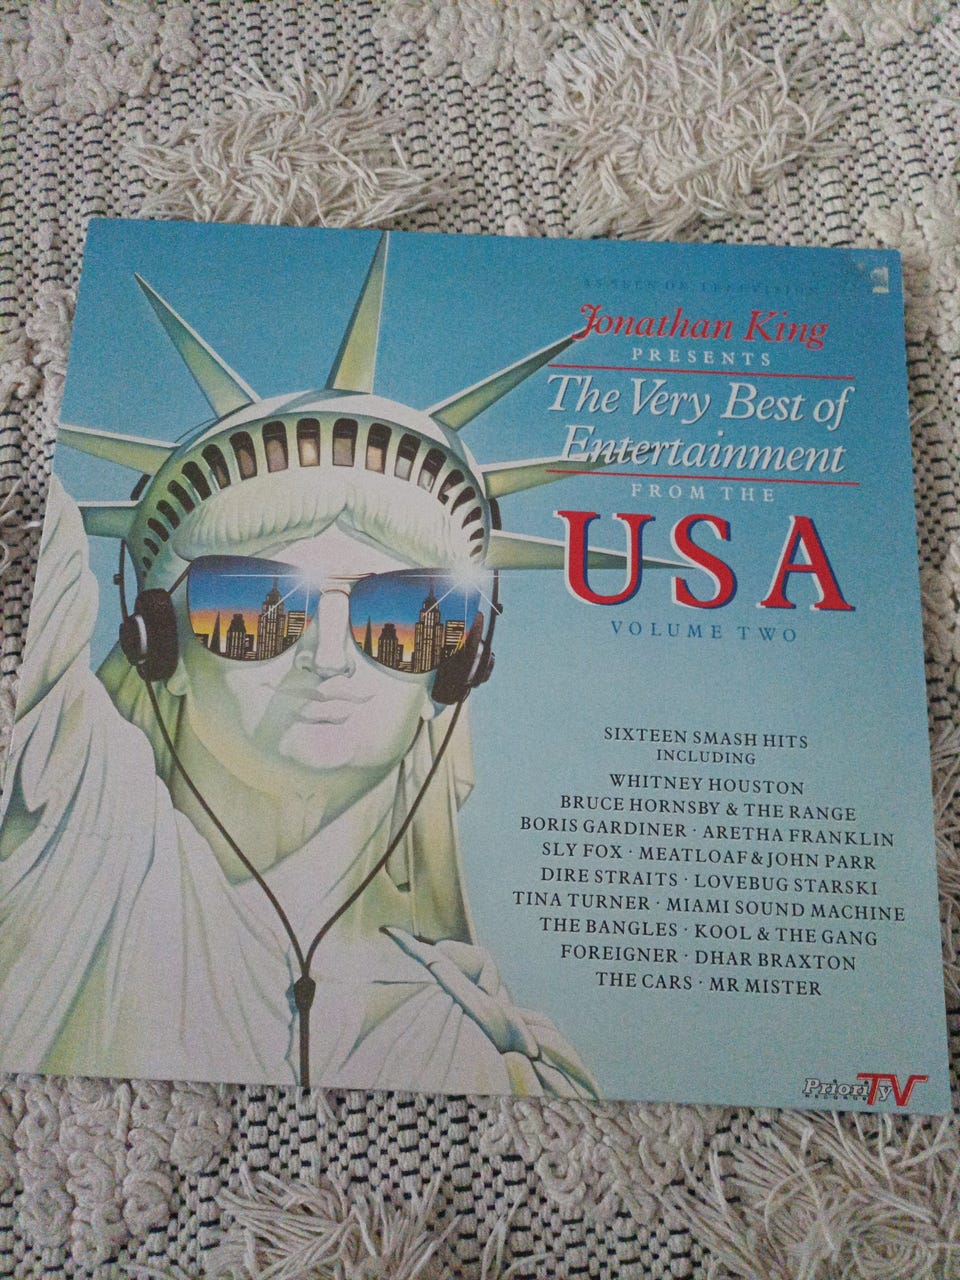 AS SEEN ON TELEVISION
Jonathan King
PRESENTS
The Very Best of
Entertainment
FROM THE
USA
VOLUME TWO
SIXTEEN SMASH HITS
INCLUDING
WHITNEY HOUSTON
BRUCE HORNSBY & THE RANGE
BORIS GARDINER · ARETHA FRANKLIN
SLY FOX · MEATLOAF & JOHN PARR
DIRE STRAITS · LOVEBUG STARSKI
TINA TURNER · MIAMI SOUND MACHINE
THE BANGLES · KOOL & THE GANG
FOREIGNER · DHAR BRAXTON
THE CARS · MR MISTER
Priority TV
RECORDS